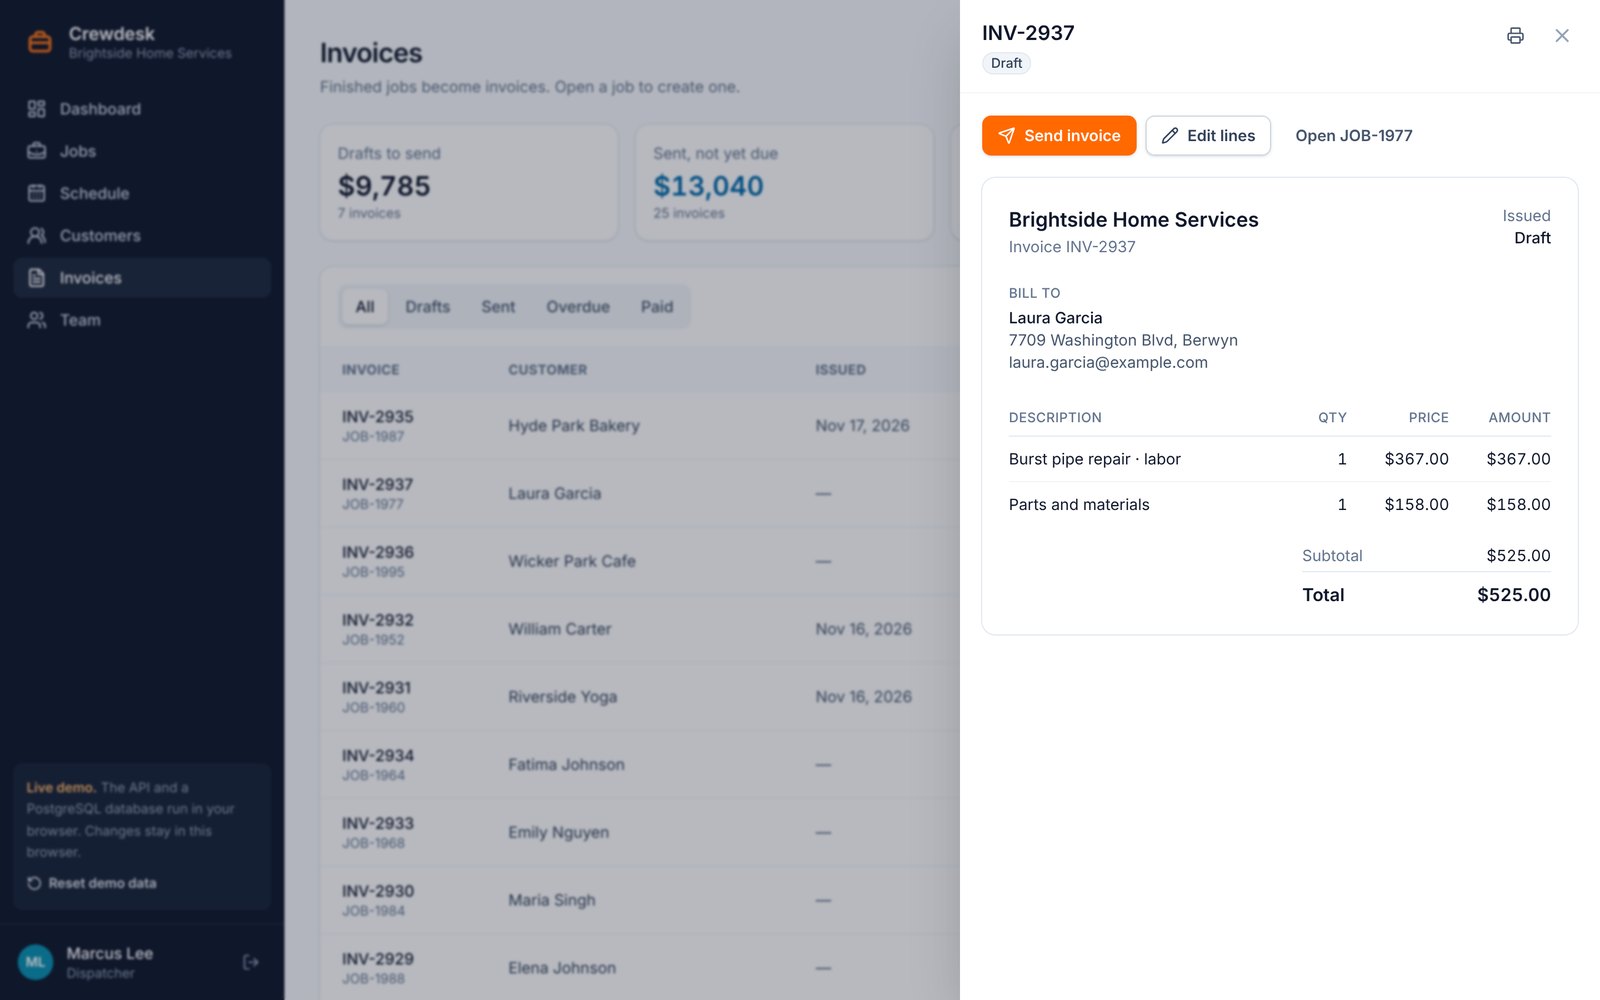 Crewdesk
Brightside Home Services
Dashboard
Jobs
Schedule
Customers
Invoices
Team
Live demo. The API and a
PostgreSQL database run in your
browser. Changes stay in this
browser.
Reset demo data
ML
Marcus Lee
Dispatcher
Invoices
Finished jobs become invoices. Open a job to create one.
Drafts to send
$9,785
7 invoices
Sent, not yet due
$13,040
25 invoices
All Drafts Sent Overdue Paid
INVOICE CUSTOMER ISSUED
INV-2935
JOB-1987
Hyde Park Bakery
Nov 17, 2026
INV-2937
JOB-1977
Laura Garcia
—
INV-2936
JOB-1995
Wicker Park Cafe
—
INV-2932
JOB-1952
William Carter
Nov 16, 2026
INV-2931
JOB-1960
Riverside Yoga
Nov 16, 2026
INV-2934
JOB-1964
Fatima Johnson
—
INV-2933
JOB-1968
Emily Nguyen
—
INV-2930
JOB-1984
Maria Singh
—
INV-2929
JOB-1988
Elena Johnson
—
INV-2937
Draft
Send invoice
Edit lines
Open JOB-1977
Brightside Home Services
Invoice INV-2937
Issued
Draft
BILL TO
Laura Garcia
7709 Washington Blvd, Berwyn
laura.garcia@example.com
DESCRIPTION QTY PRICE AMOUNT
Burst pipe repair · labor 1 $367.00 $367.00
Parts and materials 1 $158.00 $158.00
Subtotal $525.00
Total $525.00